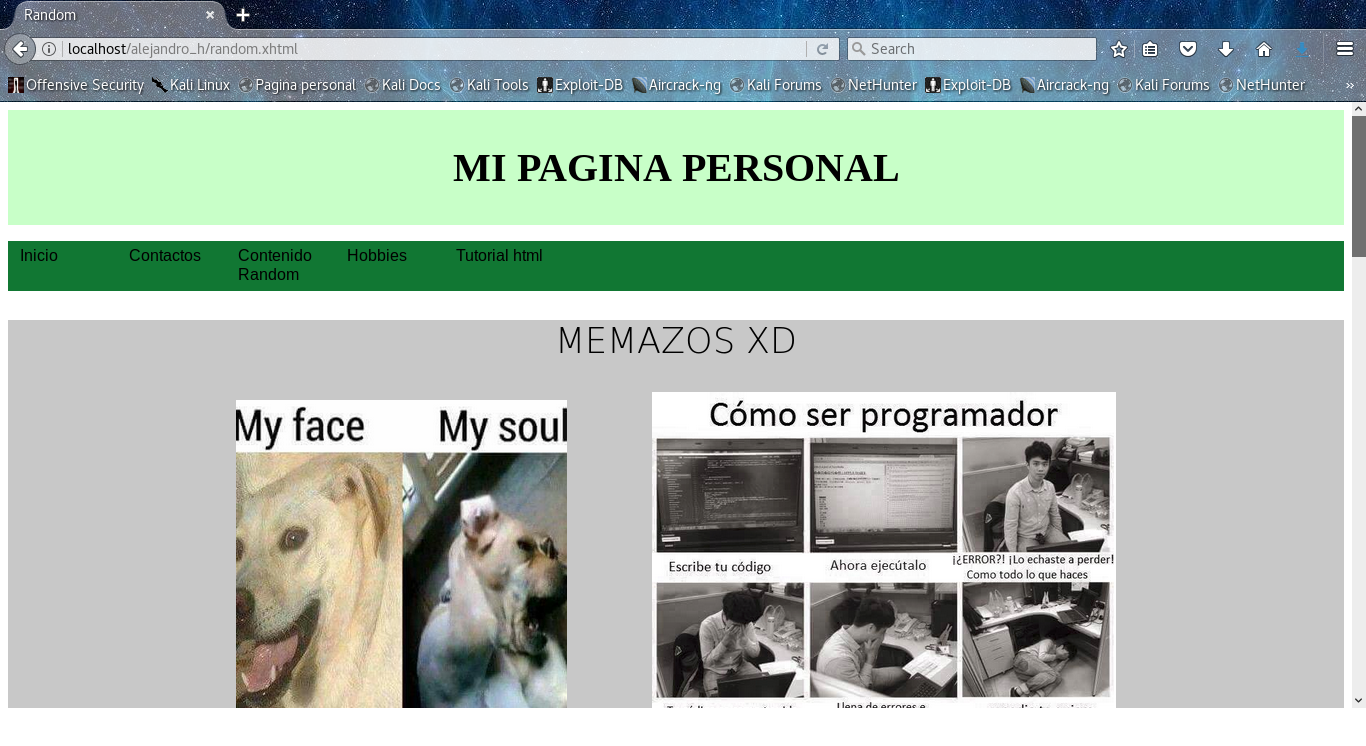 Random
localhost/alejandro_h/random.xhtml
Search
Offensive Security Kali Linux Pagina personal Kali Docs Kali Tools Exploit-DB Aircrack-ng Kali Forums NetHunter Exploit-DB Aircrack-ng Kali Forums NetHunter »
MI PAGINA PERSONAL
Inicio Contactos Contenido Random Hobbies Tutorial html
MEMAZOS XD
My face My soul
Cómo ser programador
Escribe tu código
Ahora ejecútalo
¡¿ERROR?! ¡Lo echaste a perder!
Como todo lo que haces
Llena de errores e